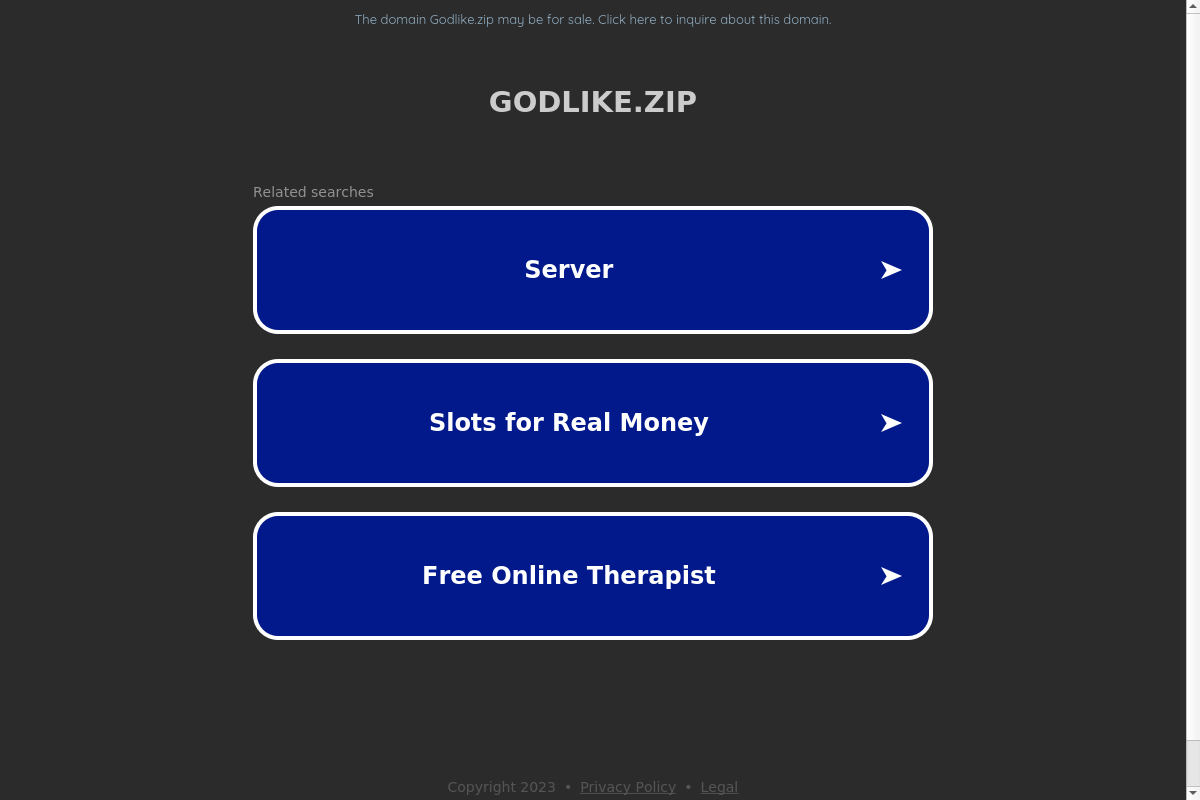 The domain Godlike.zip may be for sale. Click here to inquire about this domain.
GODLIKE.ZIP
Related searches
Server
Slots for Real Money
Free Online Therapist
Copyright 2023 • Privacy Policy • Legal